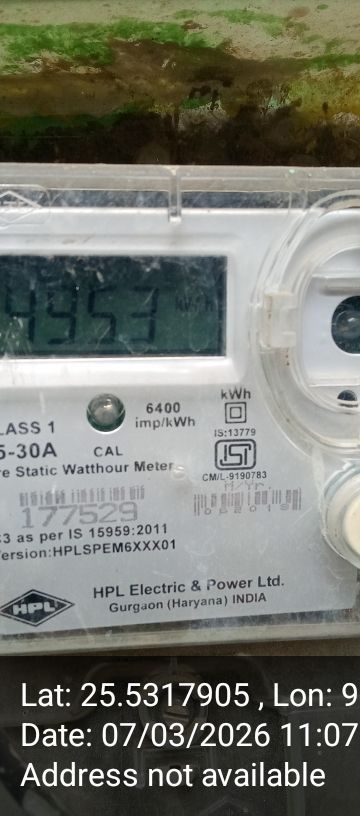 4953
kWh
6400
imp/kWh
kWh
IS:13779
LASS 1
5-30A
CAL
re Static Watthour Meter
CM/L-9190783
M/Yr.
177529
3 as per IS 15959:2011
ersion:HPLSPEM6XXX01
HPL
HPL Electric & Power Ltd.
Gurgaon (Haryana) INDIA
Lat: 25.5317905 , Lon: 9
Date: 07/03/2026 11:07
Address not available